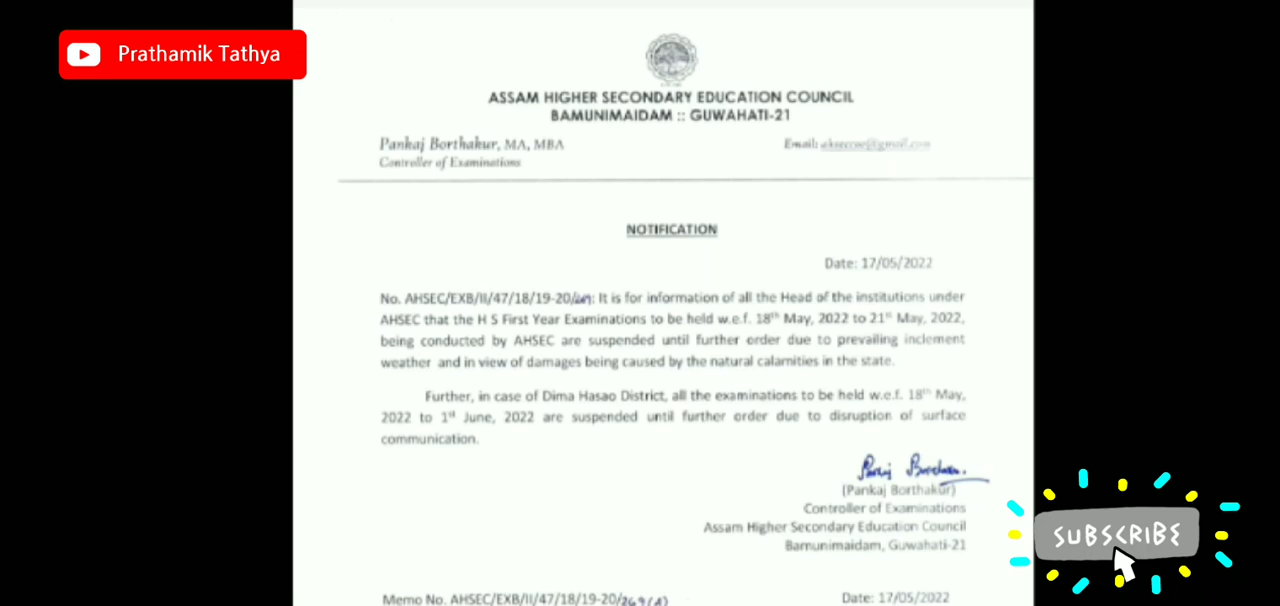 Prathamik Tathya
ASSAM HIGHER SECONDARY EDUCATION COUNCIL
BAMUNIMAIDAM :: GUWAHATI-21
Pankaj Borthakur, MA, MBA
Email:
Controller of Examinations
NOTIFICATION
Date: 17/05/2022
No. AHSEC/EXB/II/47/18/19-20/ : It is for information of all the Head of the institutions under
AHSEC that the H S First Year Examinations to be held w.e.f. 18th May, 2022 to 21st May, 2022,
being conducted by AHSEC are suspended until further order due to prevailing inclement
weather and in view of damages being caused by the natural calamities in the state.
Further, in case of Dima Hasao District, all the examinations to be held w.e.f. 18th May,
2022 to 1st June, 2022 are suspended until further order due to disruption of surface
communication.
(Pankaj Borthakur)
Controller of Examinations
Assam Higher Secondary Education Council
Bamunimaidam, Guwahati-21
SUBSCRIBE
Memo No. AHSEC/EXB/II/47/18/19-20/269(A)
Date: 17/05/2022